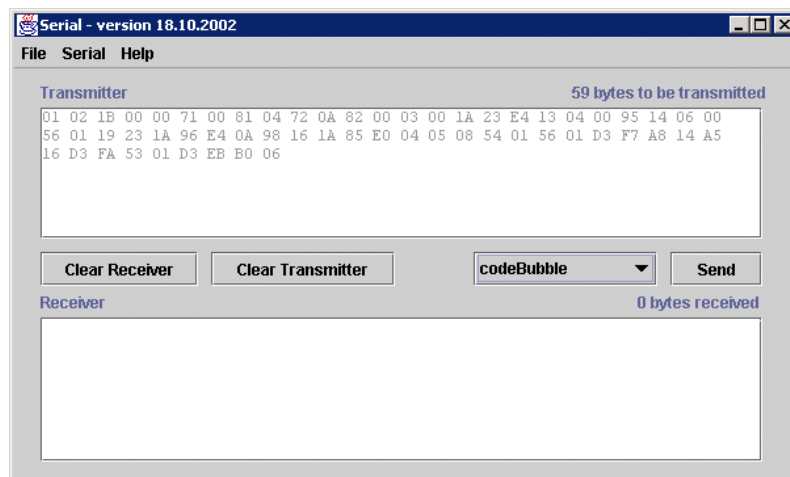 Serial - version 18.10.2002
File Serial Help
Transmitter 59 bytes to be transmitted
01 02 1B 00 00 71 00 81 04 72 0A 82 00 03 00 1A 23 E4 13 04 00 95 14 06 00
56 01 19 23 1A 96 E4 0A 98 16 1A 85 E0 04 05 08 54 01 56 01 D3 F7 A8 14 A5
16 D3 FA 53 01 D3 EB B0 06
Clear Receiver Clear Transmitter codeBubble Send
Receiver 0 bytes received